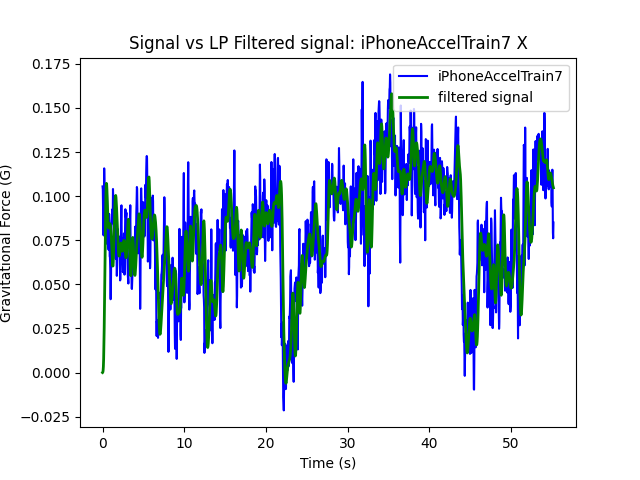 Signal vs LP Filtered signal: iPhoneAccelTrain7 X
iPhoneAccelTrain7
filtered signal
Gravitational Force (G)
0.175
0.150
0.125
0.100
0.075
0.050
0.025
0.000
−0.025
0 10 20 30 40 50
Time (s)